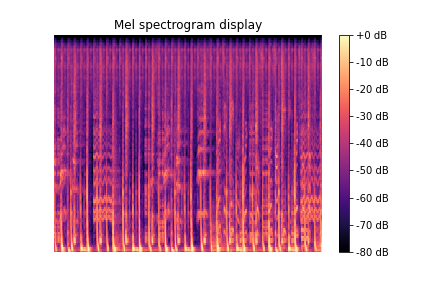 Mel spectrogram display
+0 dB
-10 dB
-20 dB
-30 dB
-40 dB
-50 dB
-60 dB
-70 dB
-80 dB